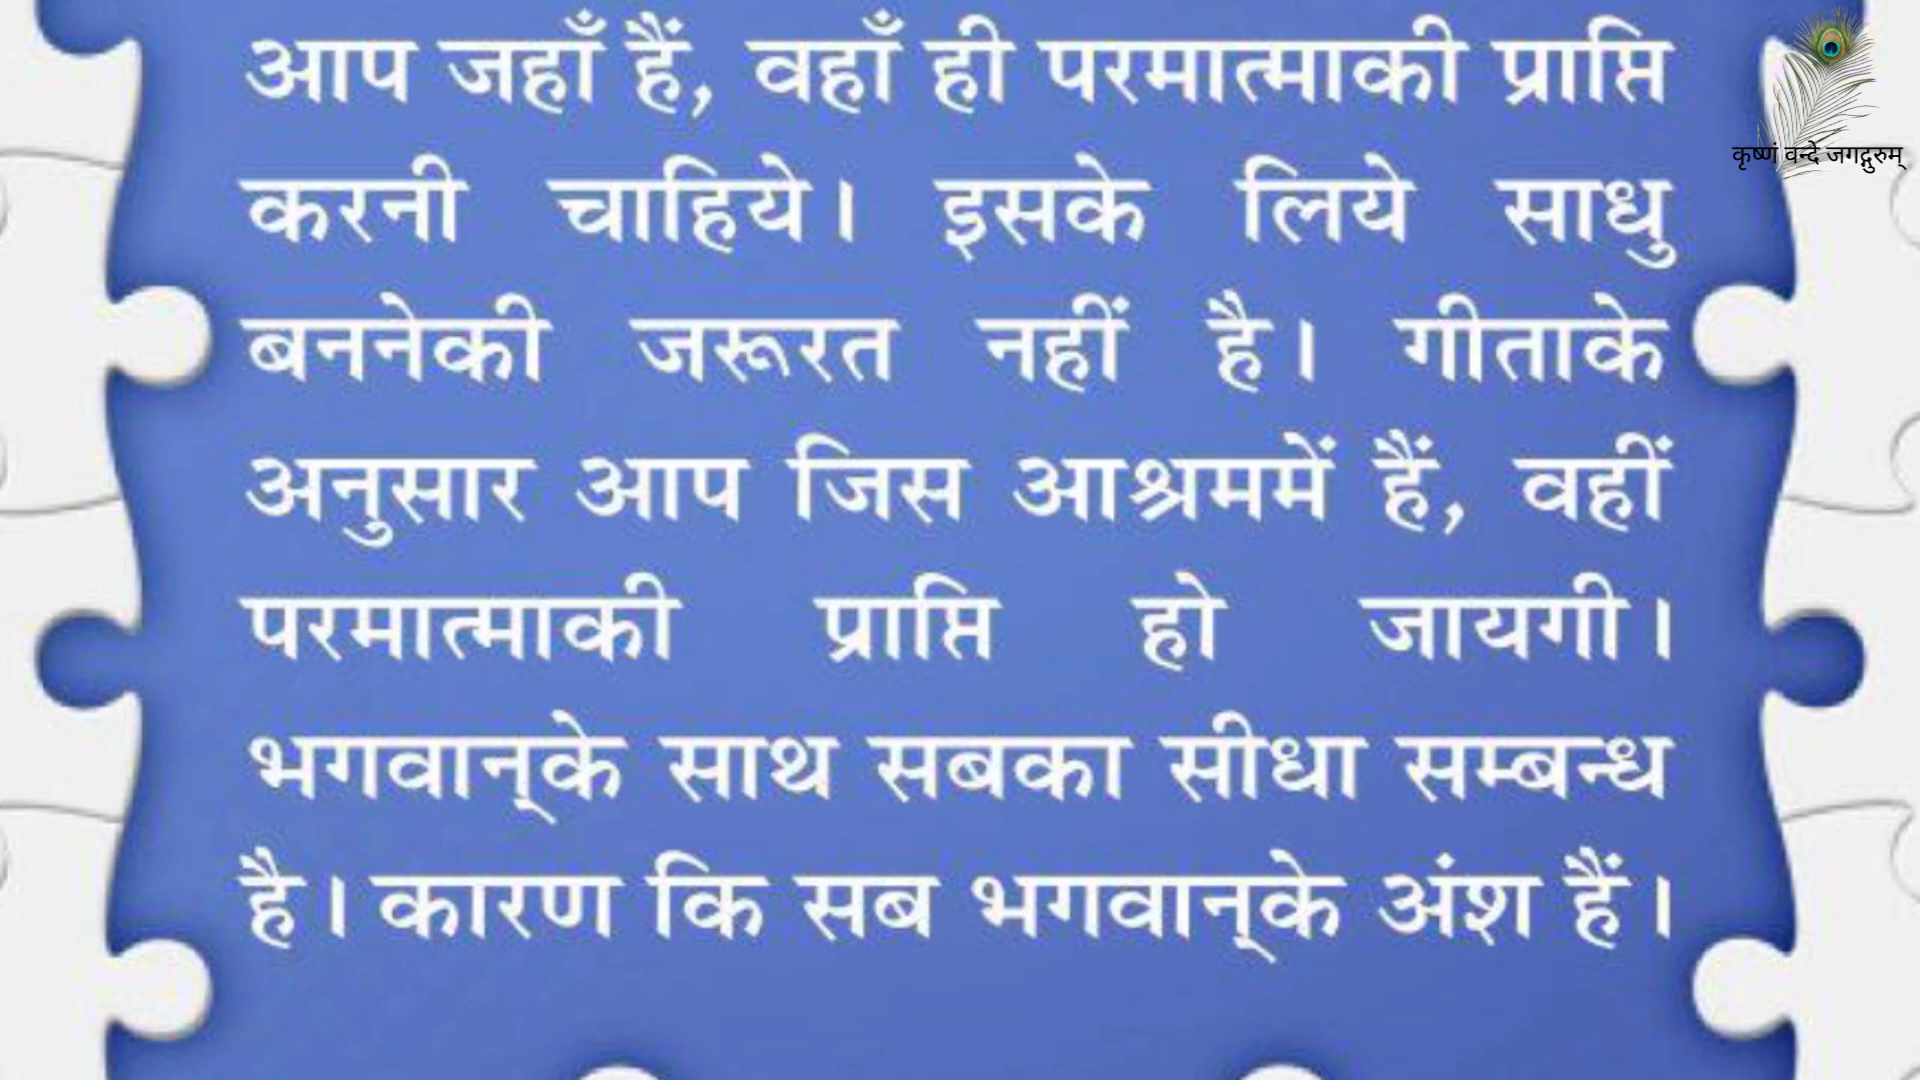 आप जहाँ हैं, वहाँ ही परमात्माकी प्राप्ति
करनी चाहिये। इसके लिये साधु
बननेकी जरूरत नहीं है। गीताके
अनुसार आप जिस आश्रममें हैं, वहीं
परमात्माकी प्राप्ति हो जायगी।
भगवान्‌के साथ सबका सीधा सम्बन्ध
है। कारण कि सब भगवान्‌के अंश हैं।
कृष्णं वन्दे जगद्गुरुम्